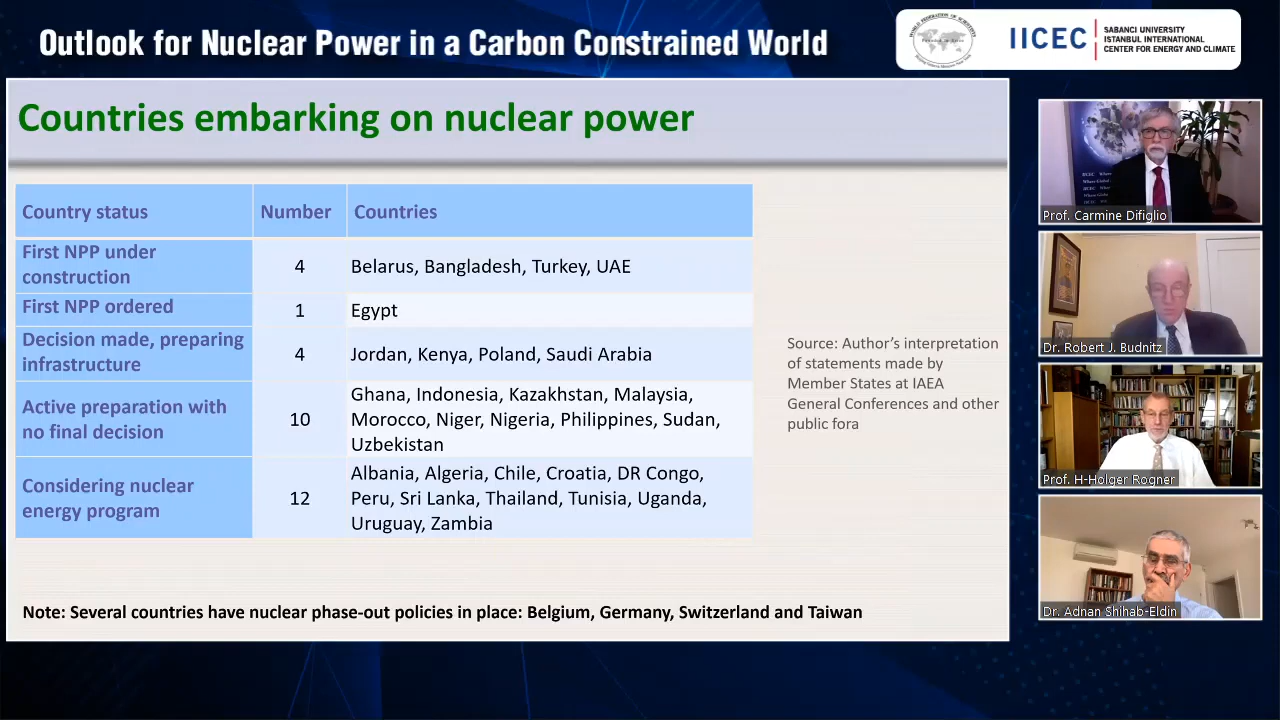 Outlook for Nuclear Power in a Carbon Constrained World
IICEC
SABANCI UNIVERSITY
ISTANBUL INTERNATIONAL
CENTER FOR ENERGY AND CLIMATE
Countries embarking on nuclear power
Country status
Number
Countries
First NPP under
construction
4
Belarus, Bangladesh, Turkey, UAE
First NPP ordered
1
Egypt
Decision made, preparing
infrastructure
4
Jordan, Kenya, Poland, Saudi Arabia
Active preparation with
no final decision
10
Ghana, Indonesia, Kazakhstan, Malaysia,
Morocco, Niger, Nigeria, Philippines, Sudan,
Uzbekistan
Considering nuclear
energy program
12
Albania, Algeria, Chile, Croatia, DR Congo,
Peru, Sri Lanka, Thailand, Tunisia, Uganda,
Uruguay, Zambia
Source: Author’s interpretation
of statements made by
Member States at IAEA
General Conferences and other
public fora
Note: Several countries have nuclear phase-out policies in place: Belgium, Germany, Switzerland and Taiwan
Prof. Carmine Difiglio
Dr. Robert J. Budnitz
Prof. H-Holger Rogner
Dr. Adnan Shihab-Eldin